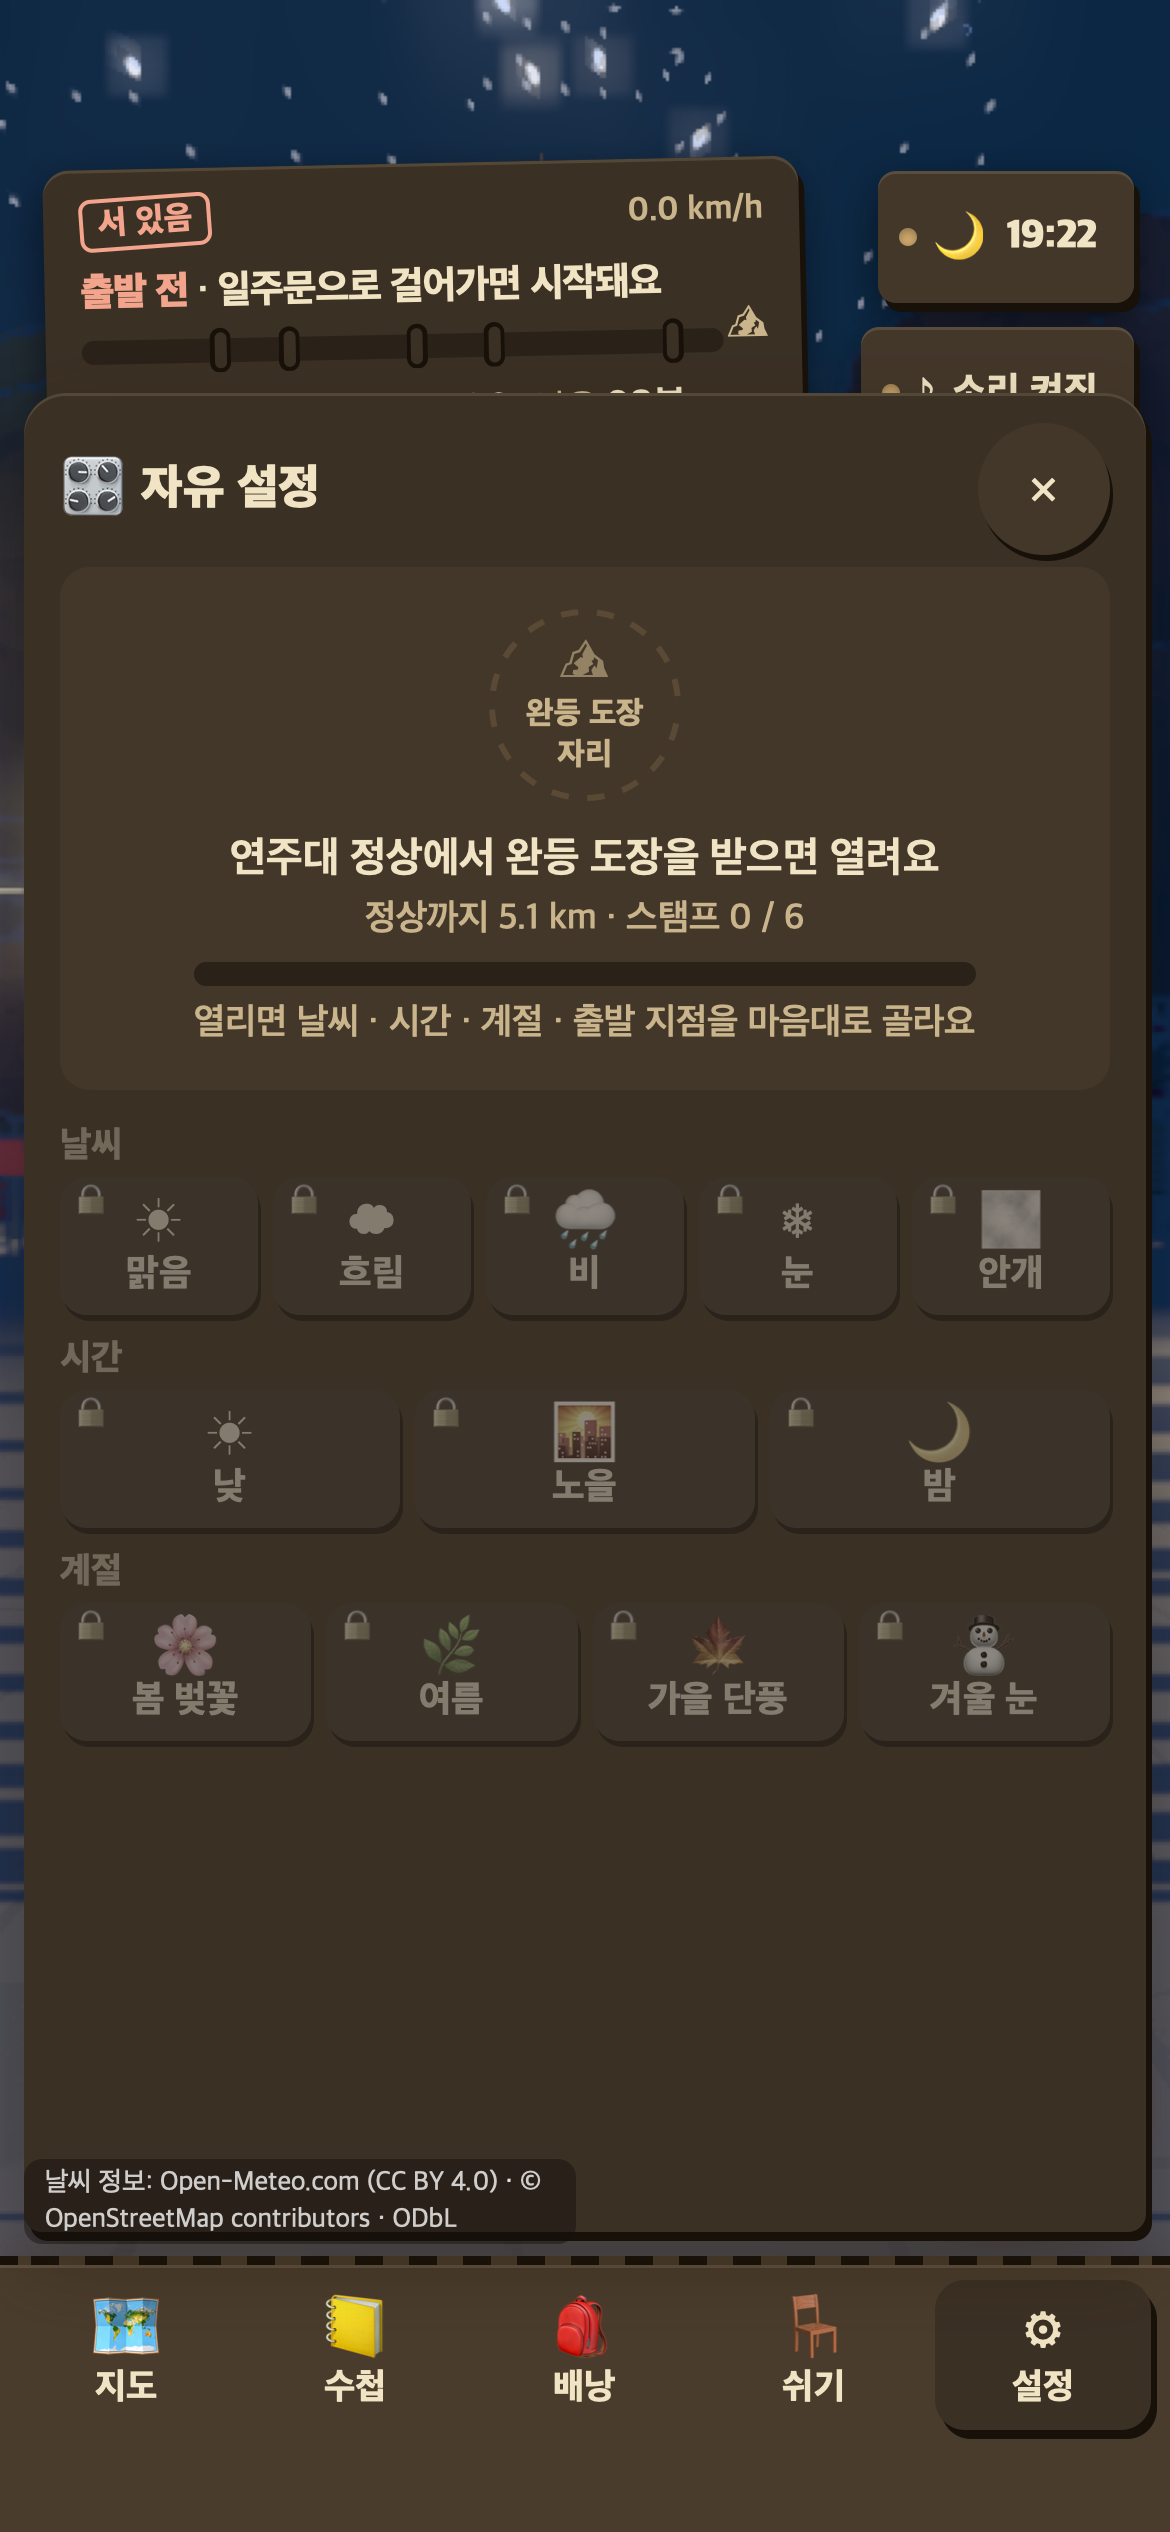 서 있음
0.0 km/h
출발 전 · 일주문으로 걸어가면 시작돼요
19:22
소리 켜짐
자유 설정
×
완등 도장
자리
연주대 정상에서 완등 도장을 받으면 열려요
정상까지 5.1 km · 스탬프 0 / 6
열리면 날씨 · 시간 · 계절 · 출발 지점을 마음대로 골라요
날씨
맑음 흐림 비 눈 안개
시간
낮 노을 밤
계절
봄 벚꽃 여름 가을 단풍 겨울 눈
날씨 정보: Open-Meteo.com (CC BY 4.0) · ©
OpenStreetMap contributors · ODbL
지도 수첩 배낭 쉬기 설정